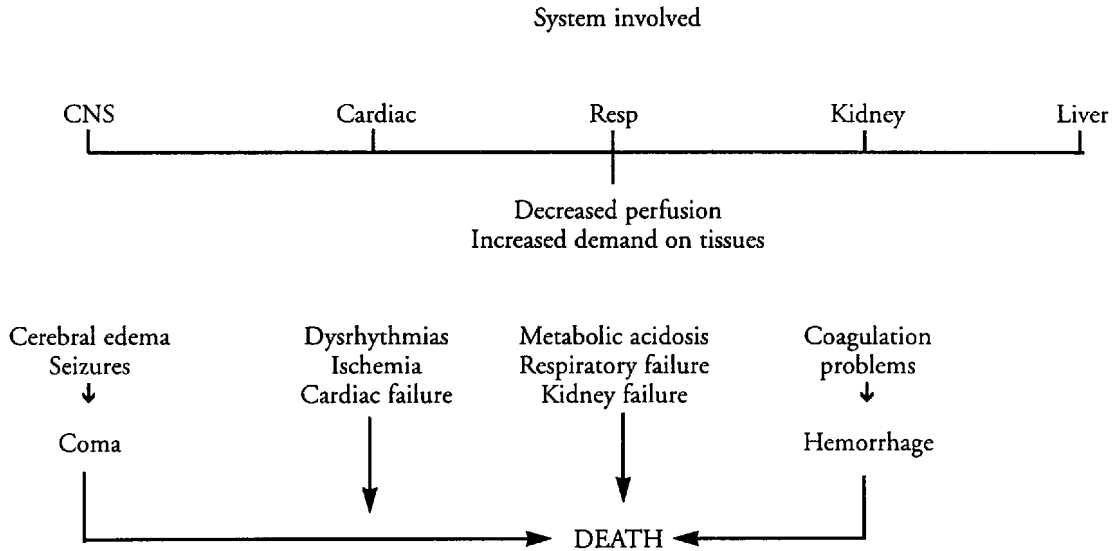 System involved
CNS Cardiac Resp Kidney Liver
Decreased perfusion
Increased demand on tissues
Cerebral edema
Seizures
Coma
Dysrhythmias
Ischemia
Cardiac failure
Metabolic acidosis
Respiratory failure
Kidney failure
Coagulation
problems
Hemorrhage
DEATH